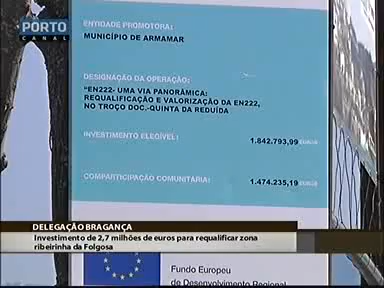 PORTO
CANAL
ENTIDADE PROMOTORA:
MUNICÍPIO DE ARMAMAR
DESIGNAÇÃO DA OPERAÇÃO:
"EN222- UMA VIA PANORÂMICA:
REQUALIFICAÇÃO E VALORIZAÇÃO DA EN222,
NO TROÇO DOC.-QUINTA DA REDUÍDA
INVESTIMENTO ELEGÍVEL: 1.842.793,99 EUROS
COMPARTICIPAÇÃO COMUNITÁRIA: 1.474.235,19 EUROS
DELEGAÇÃO BRAGANÇA
Investimento de 2,7 milhões de euros para requalificar zona
ribeirinha da Folgosa
Fundo Europeu
de Desenvolvimento Regional